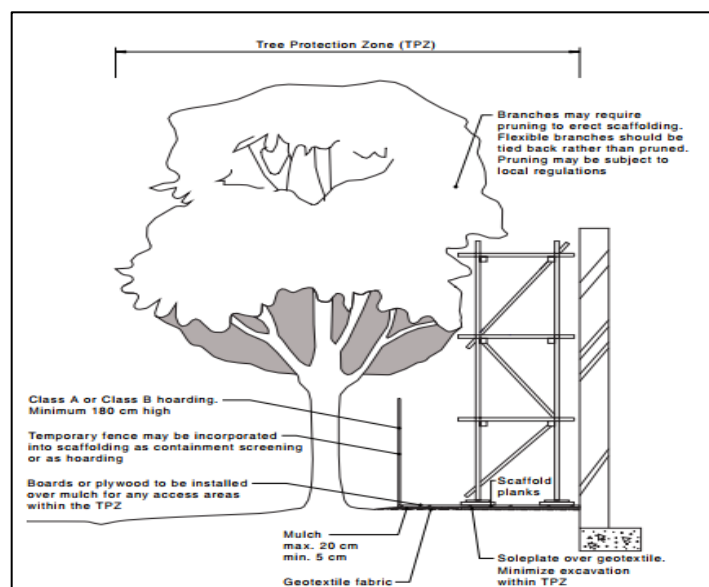 Tree Protection Zone (TPZ)
Branches may require
pruning to erect scaffolding.
Flexible branches should be
tied back rather than pruned.
Pruning may be subject to
local regulations
Class A or Class B hoarding.
Minimum 180 cm high
Temporary fence may be incorporated
into scaffolding as containment screening
or as hoarding
Boards or plywood to be installed
over mulch for any access areas
within the TPZ
Scaffold
planks
Mulch
max. 20 cm
min. 5 cm
Soleplate over geotextile.
Minimize excavation
within TPZ
Geotextile fabric